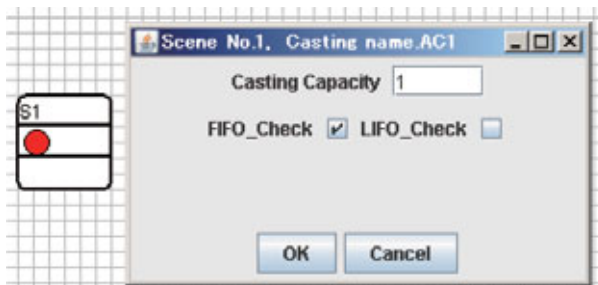 Scene No.1, Casting name.AC1
Casting Capacity 1
S1
FIFO_Check LIFO_Check
OK Cancel